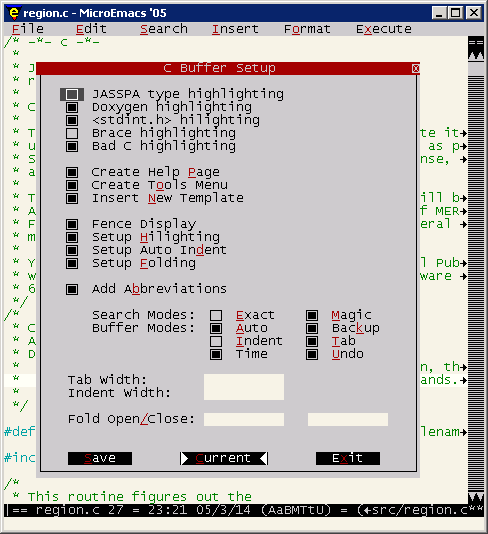 region.c - MicroEmacs '05
File Edit Search Insert Format Execute
/* -*- c -*-
*
* J
* r
*
* C
*
* T te it
* u as p
* S nse,
* a
*
* T ill b
* A f MER
* F eral
* m
*
* Y l Pub
* w ware
* 6
*/
/*
* C
* A
* D
*
* n, th
* ands.
*
*/
#def lenam
#inc
/*
* This routine figures out the
C Buffer Setup
JASSPA type highlighting
Doxygen highlighting
<stdint.h> hilighting
Brace highlighting
Bad C highlighting
Create Help Page
Create Tools Menu
Insert New Template
Fence Display
Setup Hilighting
Setup Auto Indent
Setup Folding
Add Abbreviations
Search Modes: Exact Magic
Buffer Modes: Auto Backup
Indent Tab
Time Undo
Tab Width:
Indent Width:
Fold Open/Close:
Save Current Exit
|== region.c 27 = 23:21 05/3/14 (AaBMTtU) = (←src/region.c**